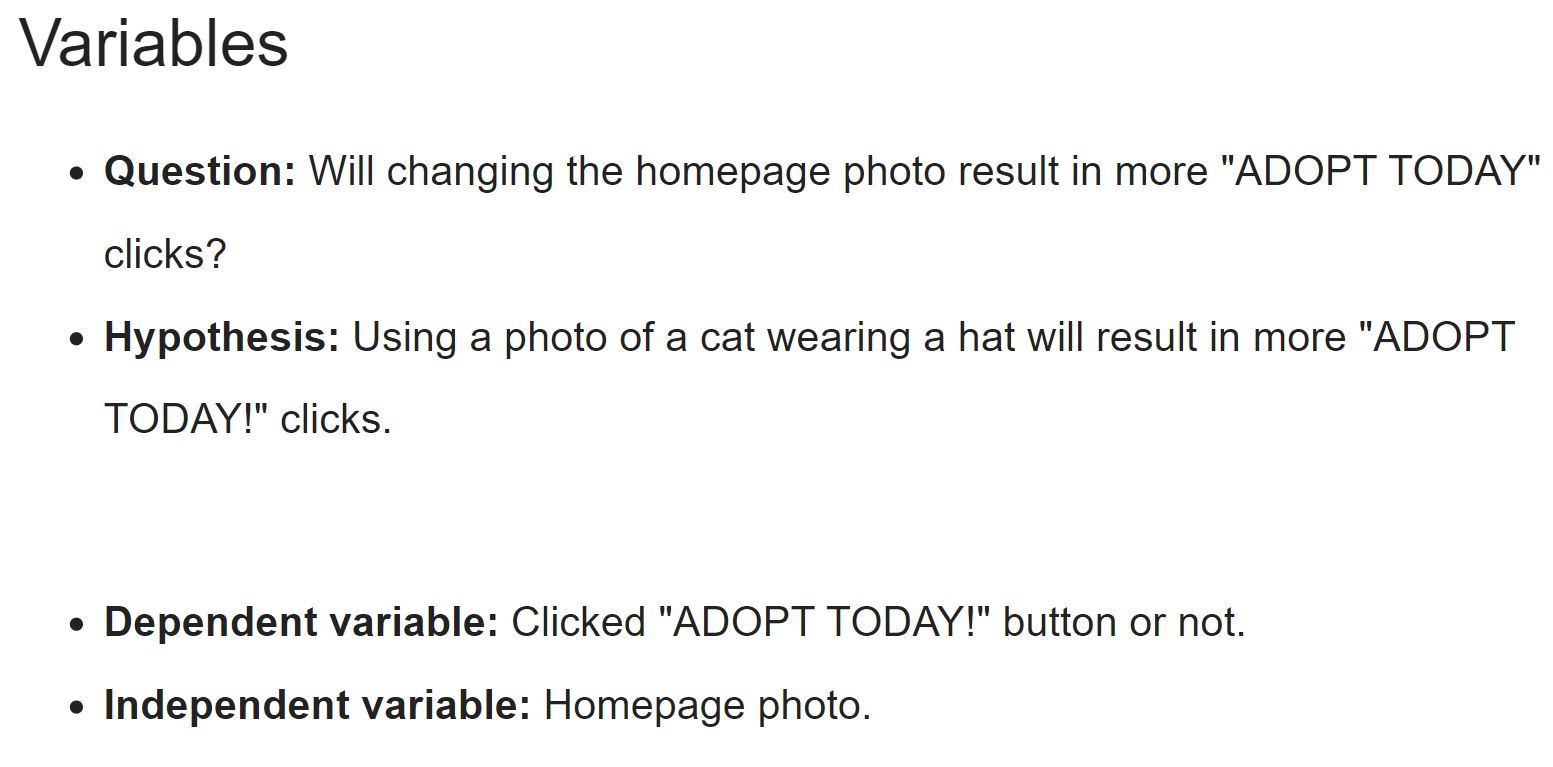 Variables
Question: Will changing the homepage photo result in more "ADOPT TODAY"
clicks?
Hypothesis: Using a photo of a cat wearing a hat will result in more "ADOPT
TODAY!" clicks.
Dependent variable: Clicked "ADOPT TODAY!" button or not.
Independent variable: Homepage photo.